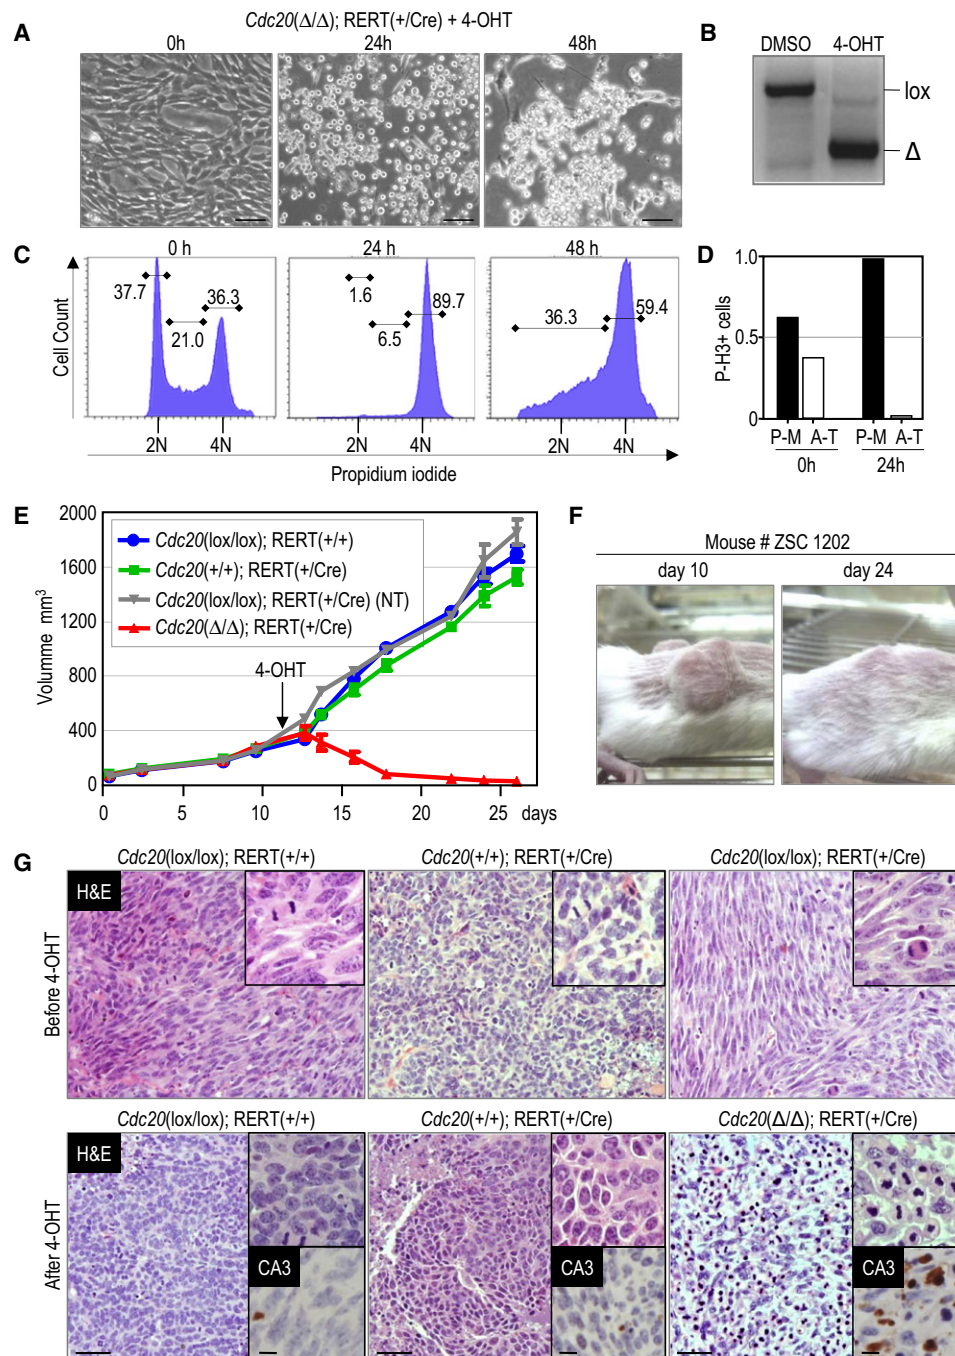 A
Cdc20(Δ/Δ); RERT(+/Cre) + 4-OHT
0h 24h 48h
B
DMSO 4-OHT
lox
Δ
C
0 h 24 h 48 h
37.7 36.3 21.0
1.6 89.7 6.5
36.3 59.4
Cell Count
2N 4N 2N 4N 2N 4N
Propidium iodide
D
1.0
0.5
0
P-H3+ cells
P-M A-T P-M A-T
0h 24h
E
2000
1600
1200
800
400
0
Volumme mm3
Cdc20(lox/lox); RERT(+/+)
Cdc20(+/+); RERT(+/Cre)
Cdc20(lox/lox); RERT(+/Cre) (NT)
Cdc20(Δ/Δ); RERT(+/Cre)
4-OHT
0 5 10 15 20 25 days
F
Mouse # ZSC 1202
day 10 day 24
G
Cdc20(lox/lox); RERT(+/+) Cdc20(+/+); RERT(+/Cre) Cdc20(lox/lox); RERT(+/Cre)
H&E
Before 4-OHT
Cdc20(lox/lox); RERT(+/+) Cdc20(+/+); RERT(+/Cre) Cdc20(Δ/Δ); RERT(+/Cre)
H&E
CA3 CA3 CA3
After 4-OHT